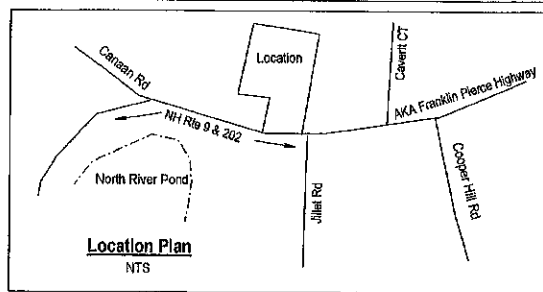 Canaan Rd
Location
Caverit CT
AKA Franklin Pierce Highway
NH Rte 9 & 202
North River Pond
Jillet Rd
Cooper Hill Rd
Location Plan
NTS